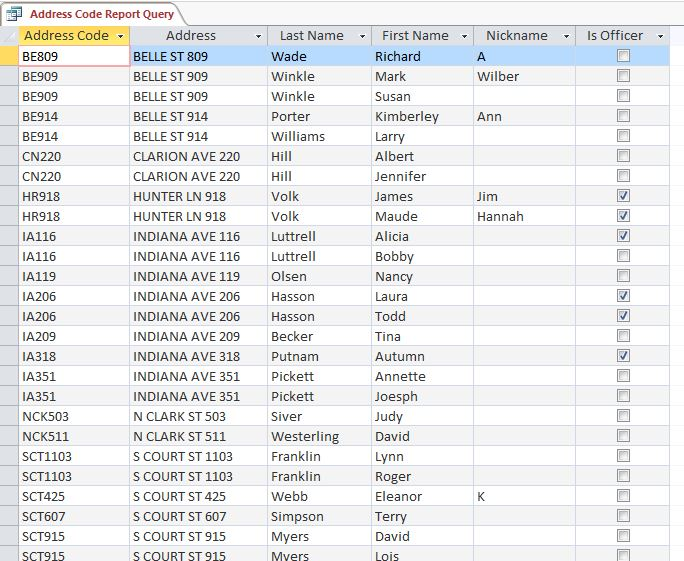 Address Code Report Query
Address Code Address Last Name First Name Nickname Is Officer
BE809 BELLE ST 809 Wade Richard A
BE909 BELLE ST 909 Winkle Mark Wilber
BE909 BELLE ST 909 Winkle Susan
BE914 BELLE ST 914 Porter Kimberley Ann
BE914 BELLE ST 914 Williams Larry
CN220 CLARION AVE 220 Hill Albert
CN220 CLARION AVE 220 Hill Jennifer
HR918 HUNTER LN 918 Volk James Jim
HR918 HUNTER LN 918 Volk Maude Hannah
IA116 INDIANA AVE 116 Luttrell Alicia
IA116 INDIANA AVE 116 Luttrell Bobby
IA119 INDIANA AVE 119 Olsen Nancy
IA206 INDIANA AVE 206 Hasson Laura
IA206 INDIANA AVE 206 Hasson Todd
IA209 INDIANA AVE 209 Becker Tina
IA318 INDIANA AVE 318 Putnam Autumn
IA351 INDIANA AVE 351 Pickett Annette
IA351 INDIANA AVE 351 Pickett Joesph
NCK503 N CLARK ST 503 Siver Judy
NCK511 N CLARK ST 511 Westerling David
SCT1103 S COURT ST 1103 Franklin Lynn
SCT1103 S COURT ST 1103 Franklin Roger
SCT425 S COURT ST 425 Webb Eleanor K
SCT607 S COURT ST 607 Simpson Terry
SCT915 S COURT ST 915 Myers David
SCT915 S COURT ST 915 Myers Lois